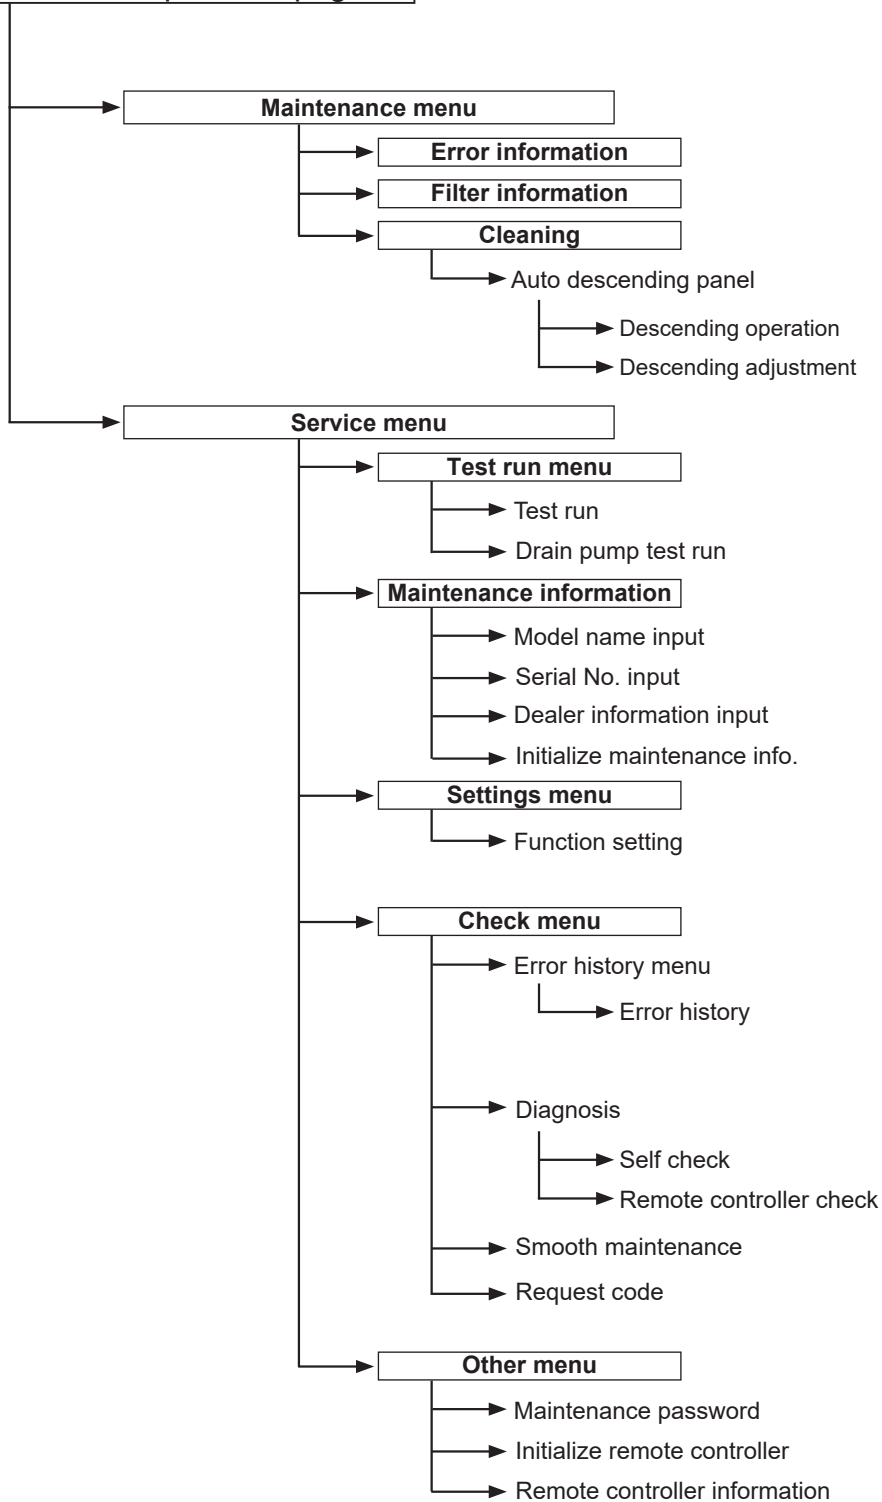 Maintenance menu
Error information
Filter information
Cleaning
Auto descending panel
Descending operation
Descending adjustment
Service menu
Test run menu
Test run
Drain pump test run
Maintenance information
Model name input
Serial No. input
Dealer information input
Initialize maintenance info.
Settings menu
Function setting
Check menu
Error history menu
Error history
Diagnosis
Self check
Remote controller check
Smooth maintenance
Request code
Other menu
Maintenance password
Initialize remote controller
Remote controller information